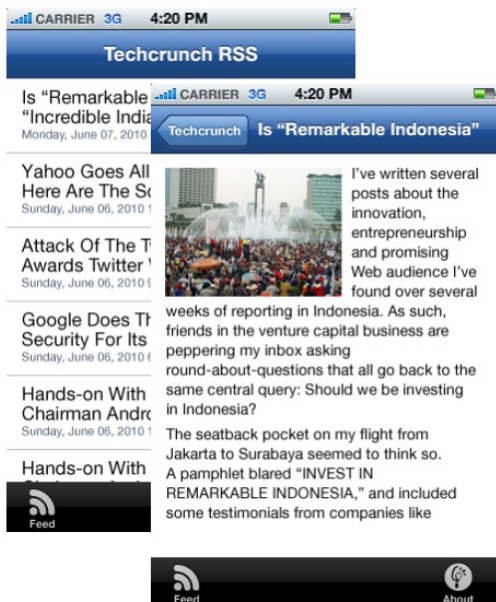 CARRIER 3G 4:20 PM
Techcrunch RSS
Is “Remarkable
“Incredible India
Monday, June 07, 2010
Yahoo Goes All
Here Are The
Sunday, June 06, 2010
Attack Of The
Awards Twitter
Sunday, June 06, 2010
Google Does
Security For Its
Sunday, June 06, 2010
Hands-on With
Chairman
Sunday, June 06, 2010
Hands-on With
Feed
CARRIER 3G 4:20 PM
Techcrunch
Is “Remarkable Indonesia”
I’ve written several
posts about the
innovation,
entrepreneurship
and promising
Web audience I’ve
found over several
weeks of reporting in Indonesia. As such,
friends in the venture capital business are
peppering my inbox asking
round-about-questions that all go back to the
same central query: Should we be investing
in Indonesia?
The seatback pocket on my flight from
Jakarta to Surabaya seemed to think so.
A pamphlet blared “INVEST IN
REMARKABLE INDONESIA,” and included
some testimonials from companies like
Feed
About